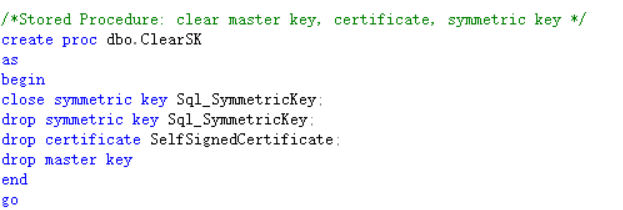 /*Stored Procedure: clear master key, certificate, symmetric key */
create proc dbo.ClearSK
as
begin
close symmetric key Sql_SymmetricKey;
drop symmetric key Sql_SymmetricKey;
drop certificate SelfSignedCertificate;
drop master key
end
go